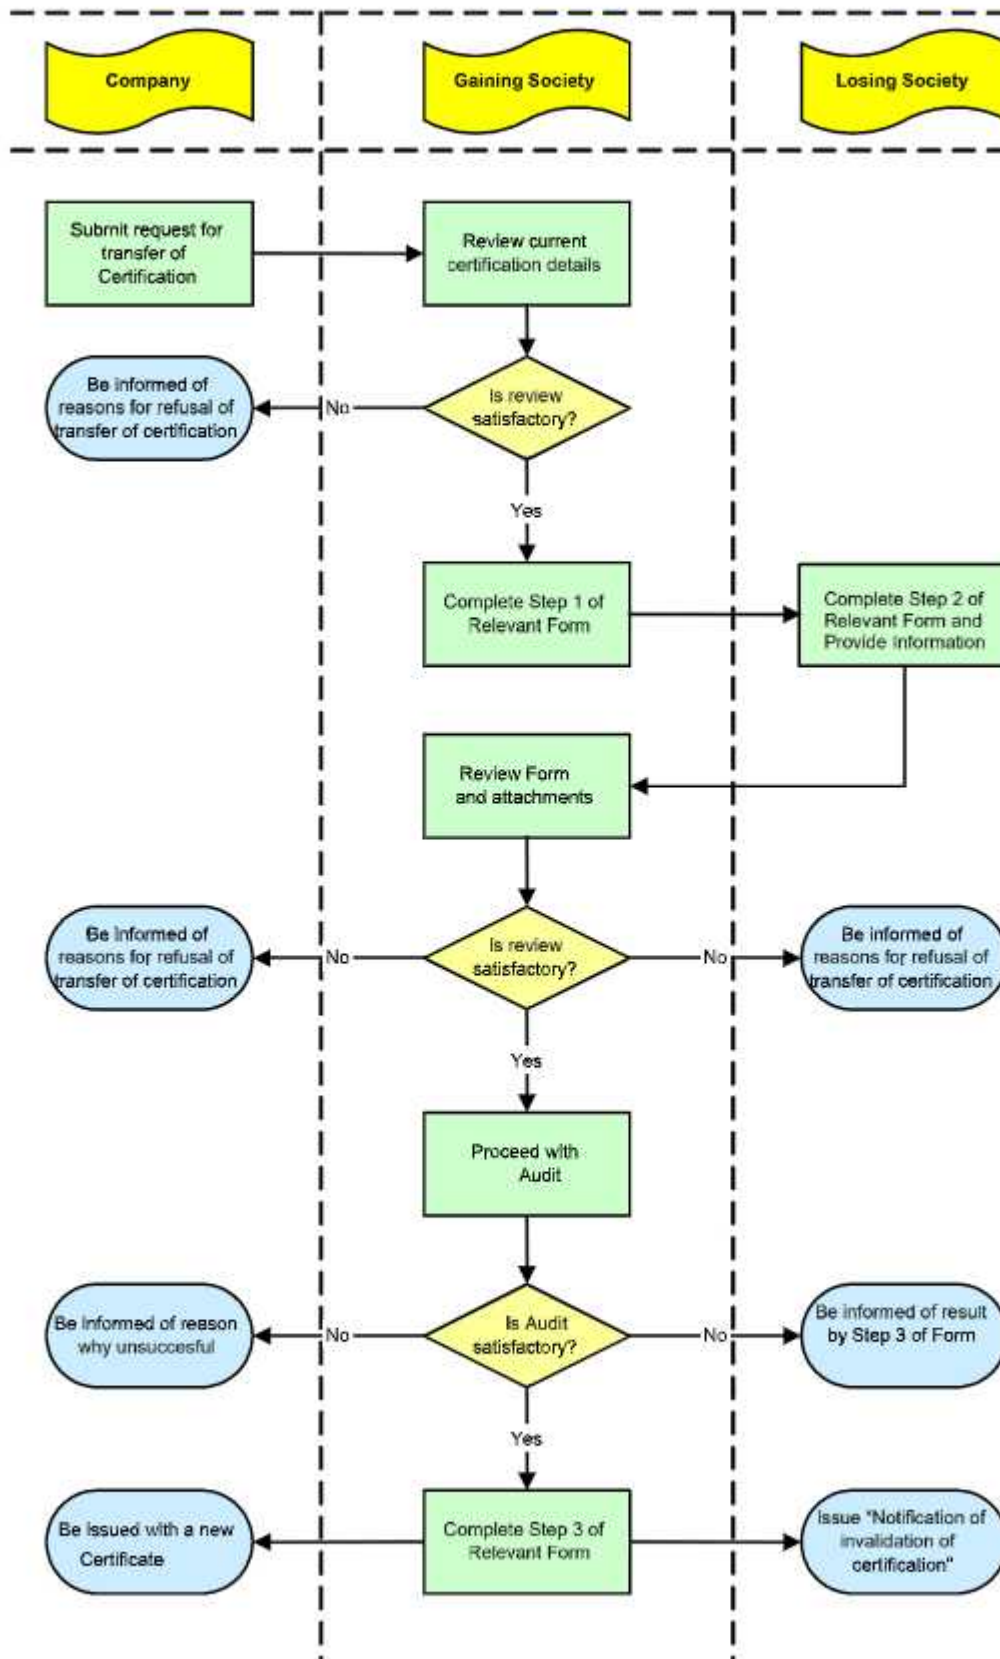 Company
Gaining Society
Losing Society
Submit request for
transfer of
Certification
Review current
certification details
Be informed of
reasons for refusal of
transfer of certification
No
Is review
satisfactory?
Yes
Complete Step 1 of
Relevant Form
Complete Step 2 of
Relevant Form and
Provide Information
Review Form
and attachments
Be Informed of
reasons for refusal of
transfer of certification
No
Is review
satisfactory?
No
Be informed of
reasons for refusal of
transfer of certification
Yes
Proceed with
Audit
Be Informed of reason
why unsuccesful
No
Is Audit
satisfactory?
No
Be informed of result
by Step 3 of Form
Yes
Be Issued with a new
Certificate
Complete Step 3 of
Relevant Form
Issue "Notification of
invalidation of
certification"